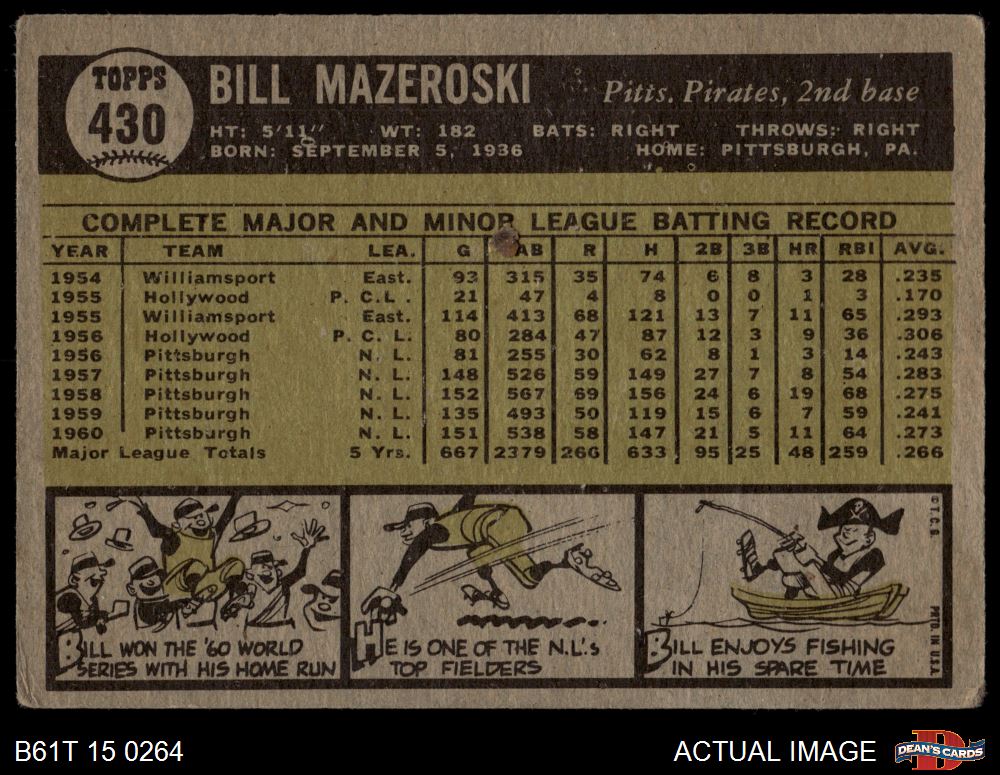 TOPPS
430
BILL MAZEROSKI
Pitts. Pirates, 2nd base
HT: 5'11" WT: 182 BATS: RIGHT THROWS: RIGHT
BORN: SEPTEMBER 5, 1936 HOME: PITTSBURGH, PA.
COMPLETE MAJOR AND MINOR LEAGUE BATTING RECORD
YEAR TEAM LEA. G AB R H 2B 3B HR RBI AVG.
1954 Williamsport East. 93 315 35 74 6 8 3 28 .235
1955 Hollywood P. C. L. 21 47 4 8 0 0 1 3 .170
1955 Williamsport East. 114 413 68 121 13 7 11 65 .293
1956 Hollywood P. C. L. 80 284 47 87 12 3 9 36 .306
1956 Pittsburgh N. L. 81 255 30 62 8 1 3 14 .243
1957 Pittsburgh N. L. 148 526 59 149 27 7 8 54 .283
1958 Pittsburgh N. L. 152 567 69 156 24 6 19 68 .275
1959 Pittsburgh N. L. 135 493 50 119 15 6 7 59 .241
1960 Pittsburgh N. L. 151 538 58 147 21 5 11 64 .273
Major League Totals 5 Yrs. 667 2379 266 633 95 25 48 259 .266
BILL WON THE '60 WORLD
SERIES WITH HIS HOME RUN
HE IS ONE OF THE N.L.'s
TOP FIELDERS
P
BILL ENJOYS FISHING
IN HIS SPARE TIME
© T. C. G.
PRTD. IN U.S.A.
B61T 15 0264
ACTUAL IMAGE
DEAN'S CARDS